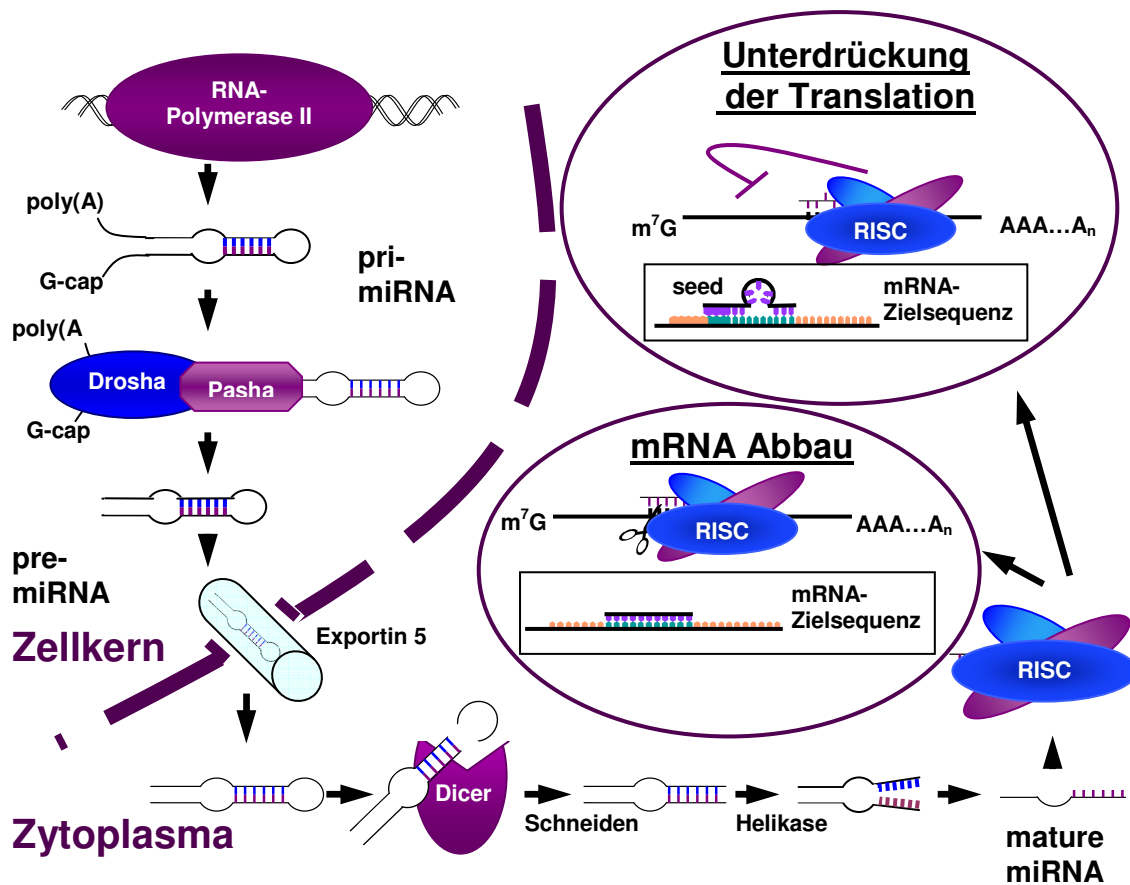 RNA-
Polymerase II
poly(A)
G-cap
pri-
miRNA
poly(A
Drosha
Pasha
G-cap
pre-
miRNA
Zellkern
Exportin 5
Zytoplasma
Dicer
Schneiden
Helikase
mature
miRNA
RISC
mRNA Abbau
m⁷G
RISC
AAA...Aₙ
mRNA-
Zielsequenz
Unterdrückung
der Translation
m⁷G
RISC
AAA...Aₙ
seed
mRNA-
Zielsequenz